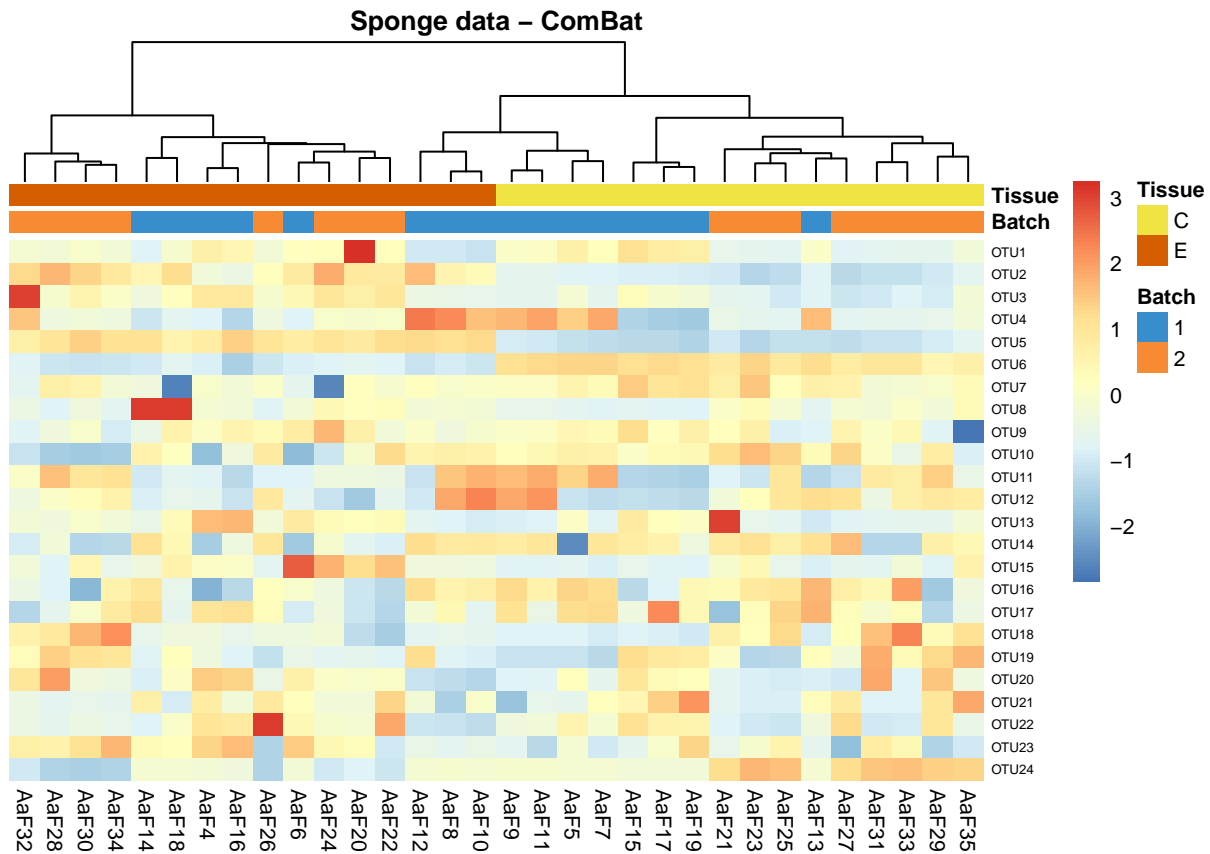 Sponge data – ComBat
Tissue
Batch
OTU1
OTU2
OTU3
OTU4
OTU5
OTU6
OTU7
OTU8
OTU9
OTU10
OTU11
OTU12
OTU13
OTU14
OTU15
OTU16
OTU17
OTU18
OTU19
OTU20
OTU21
OTU22
OTU23
OTU24
AaF32 AaF28 AaF30 AaF34 AaF14 AaF18 AaF4 AaF16 AaF26 AaF6 AaF24 AaF20 AaF22 AaF12 AaF8 AaF10 AaF9 AaF11 AaF5 AaF7 AaF15 AaF17 AaF19 AaF21 AaF23 AaF25 AaF13 AaF27 AaF31 AaF33 AaF29 AaF35
3
2
1
0
−1
−2
Tissue
C
E
Batch
1
2